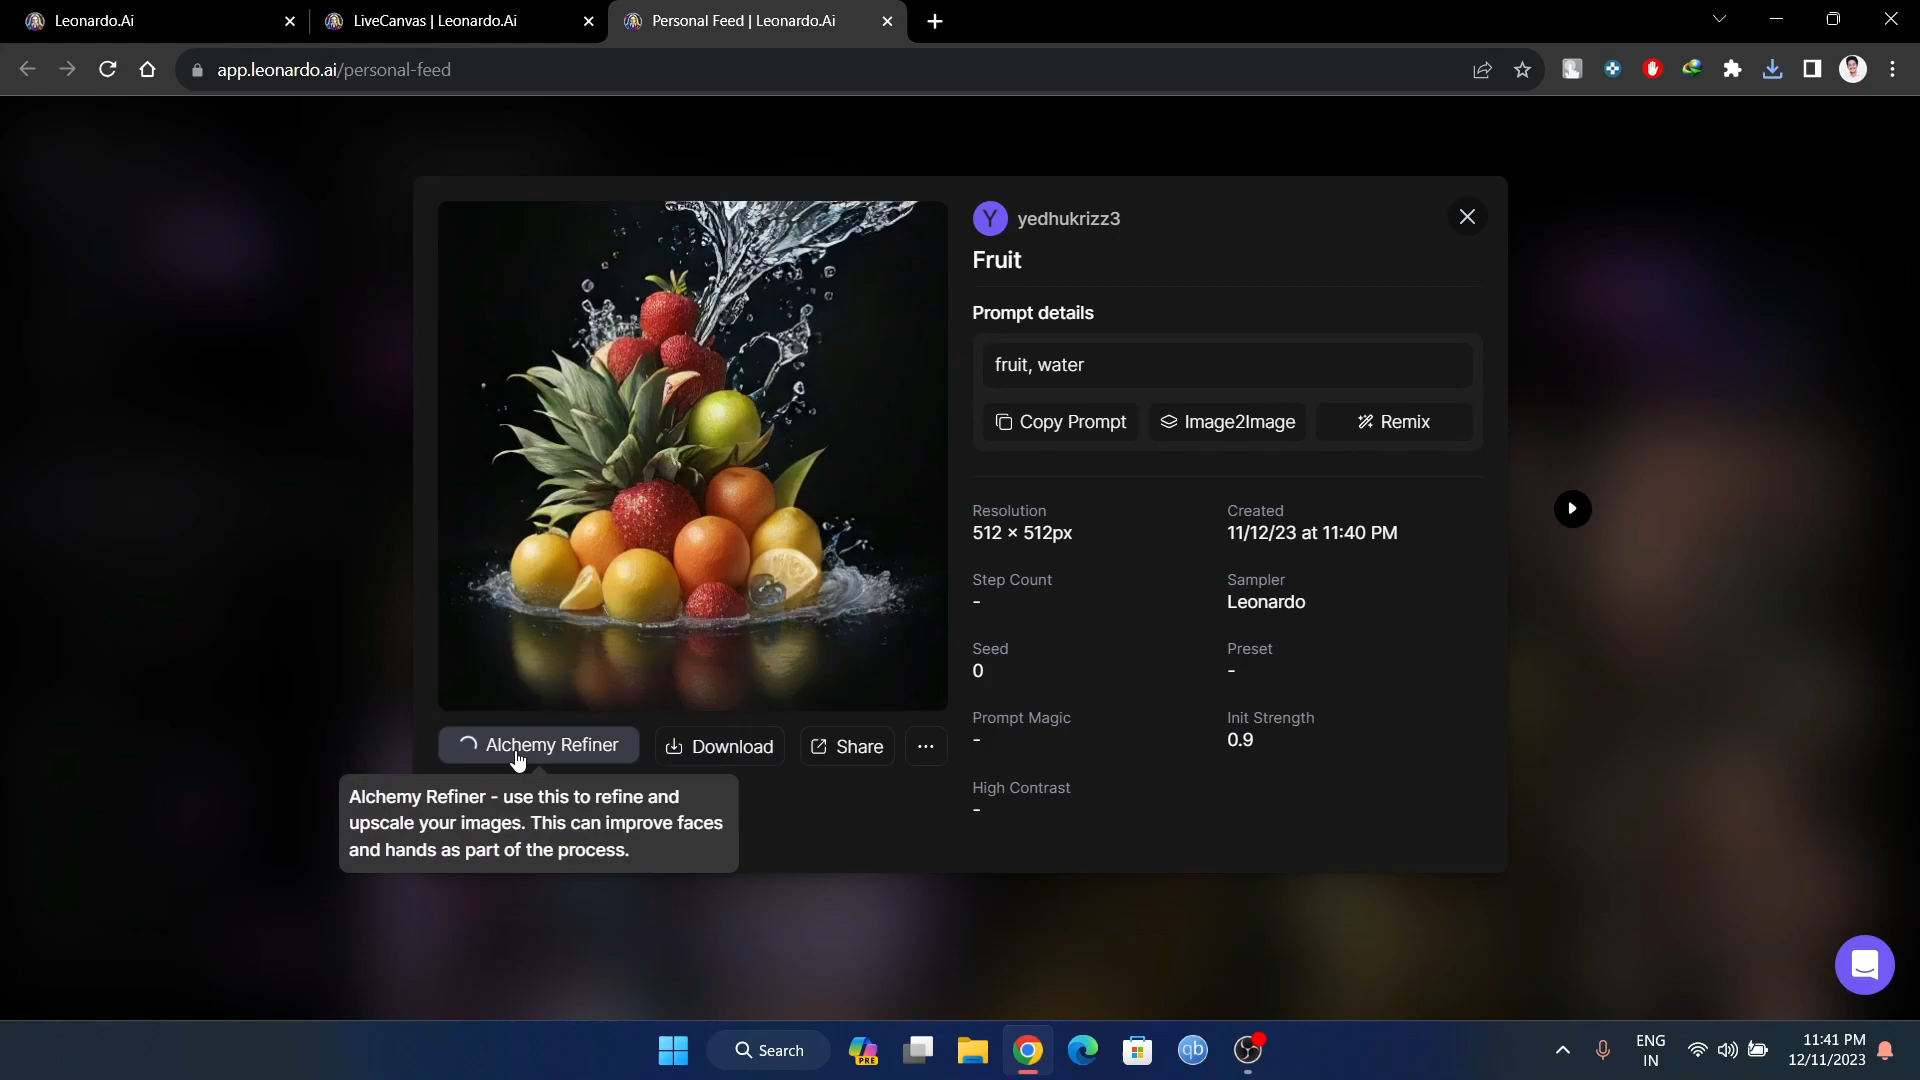 Leonardo.Ai
LiveCanvas | Leonardo.Ai
Personal Feed | Leonardo.Ai
app.leonardo.ai/personal-feed
Y yedhukrizz3
Fruit
Prompt details
fruit, water
Copy Prompt
Image2Image
Remix
Resolution
512 × 512px
Created
11/12/23 at 11:40 PM
Step Count
-
Sampler
Leonardo
Seed
0
Preset
-
Prompt Magic
-
Init Strength
0.9
High Contrast
-
Alchemy Refiner
Download
Share
Alchemy Refiner - use this to refine and
upscale your images. This can improve faces
and hands as part of the process.
Search
PRE
qb
ENG
IN
11:41 PM
12/11/2023